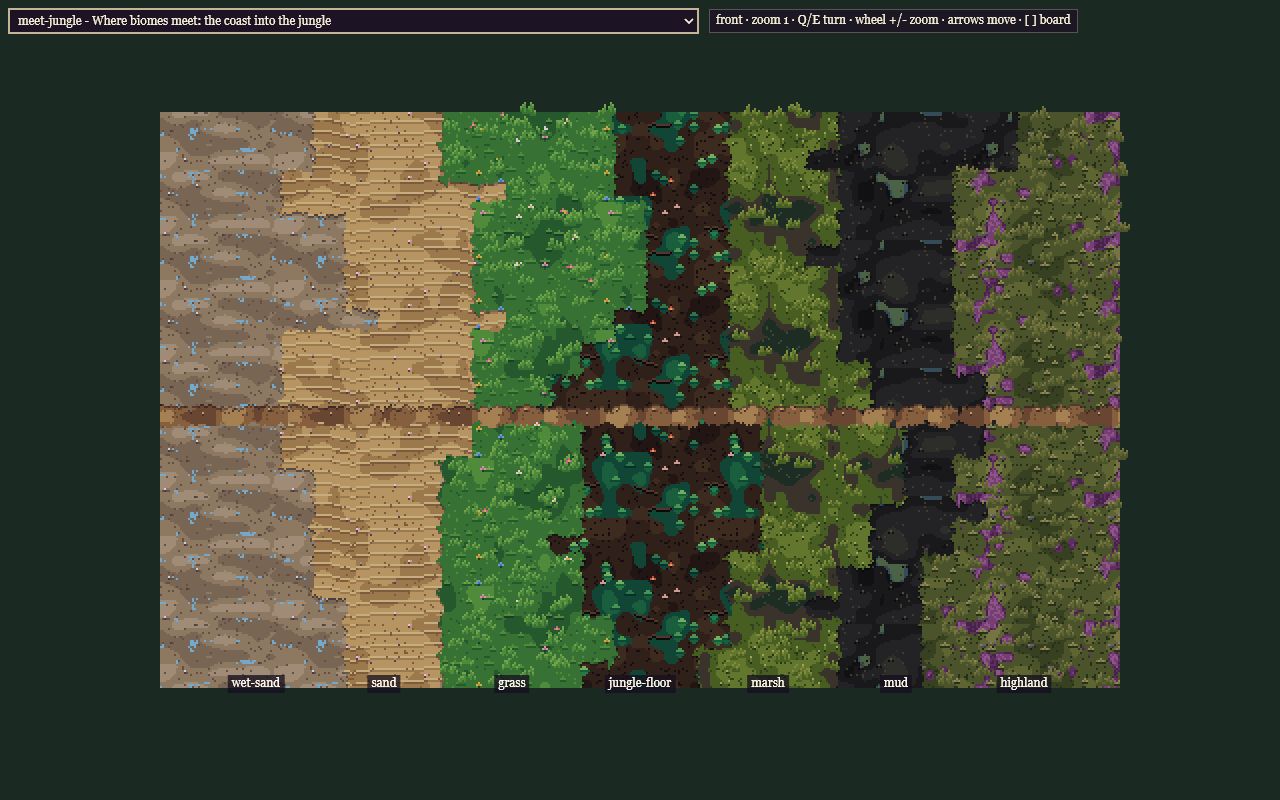 meet-jungle - Where biomes meet: the coast into the jungle
front · zoom 1 · Q/E turn · wheel +/- zoom · arrows move · [ ] board
wet-sand
sand
grass
jungle-floor
marsh
mud
highland